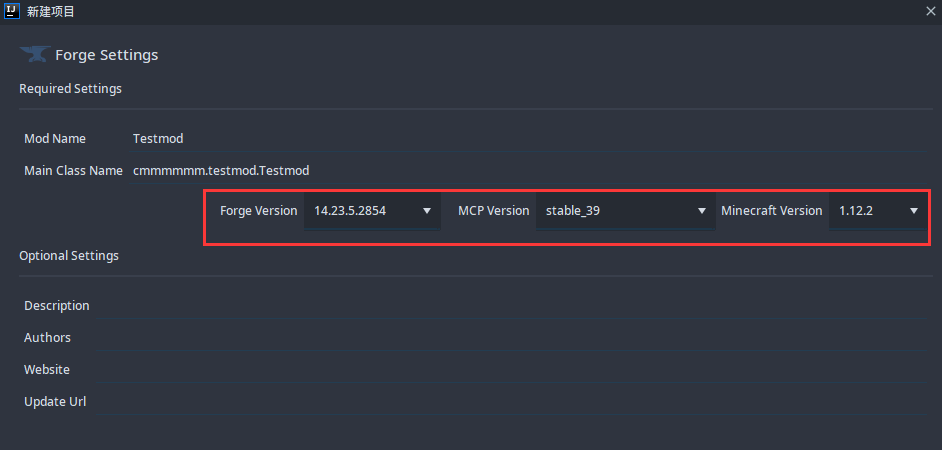 IJ 新建项目
Forge Settings
Required Settings
Mod Name Testmod
Main Class Name cmmmmmm.testmod.Testmod
Forge Version 14.23.5.2854 MCP Version stable_39 Minecraft Version 1.12.2
Optional Settings
Description
Authors
Website
Update Url